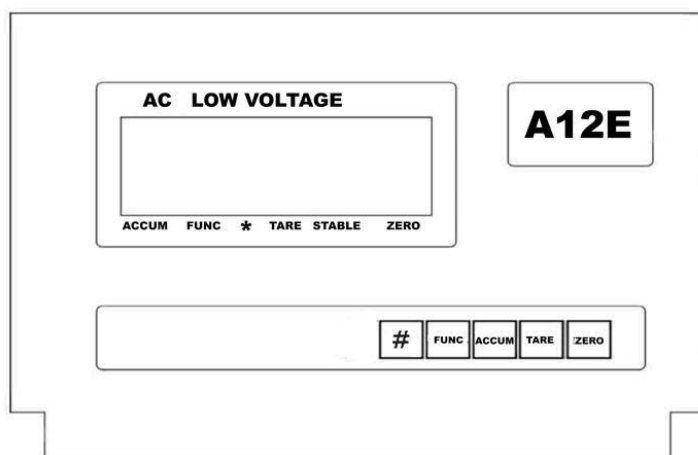 AC LOW VOLTAGE
A12E
ACCUM FUNC * TARE STABLE ZERO
# FUNC ACCUM TARE ZERO